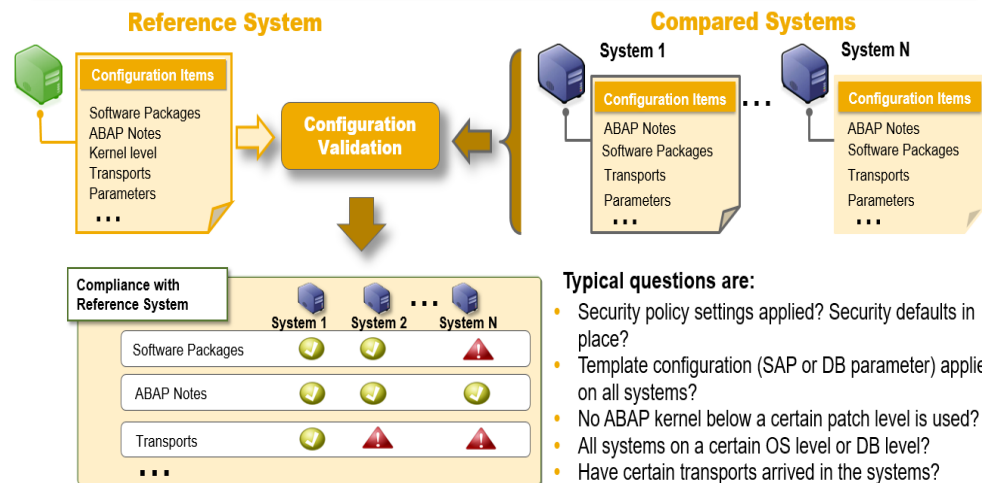 Reference System
Compared Systems
Configuration Items
Software Packages
ABAP Notes
Kernel level
Transports
Parameters
...
Configuration
Validation
System 1
Configuration Items
ABAP Notes
Software Packages
Transports
Parameters
...
...
System N
Configuration Items
ABAP Notes
Software Packages
Transports
Parameters
...
Compliance with
Reference System
System 1 System 2 ... System N
Software Packages
ABAP Notes
Transports
...
Typical questions are:
• Security policy settings applied? Security defaults in
place?
• Template configuration (SAP or DB parameter) applie
on all systems?
• No ABAP kernel below a certain patch level is used?
• All systems on a certain OS level or DB level?
• Have certain transports arrived in the systems?